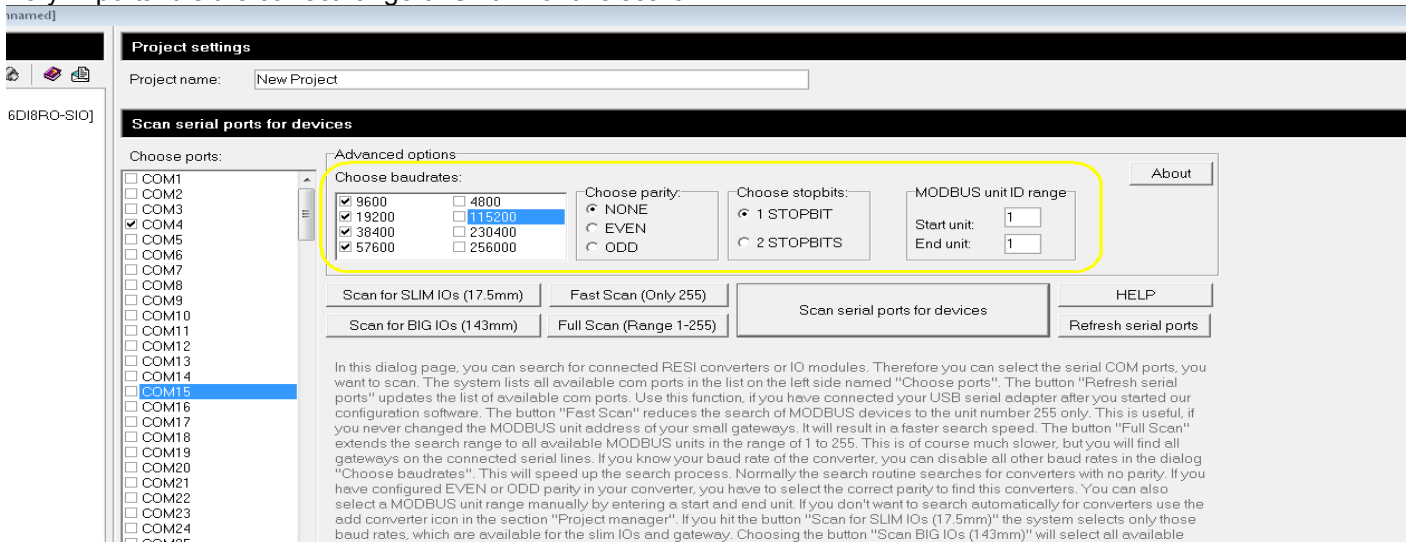 nnamed]
Project settings
Project name: New Project
6DI8RO-SIO]
Scan serial ports for devices
Choose ports:
COM1
COM2
COM3
COM4
COM5
COM6
COM7
COM8
COM9
COM10
COM11
COM12
COM13
COM14
COM15
COM16
COM17
COM18
COM19
COM20
COM21
COM22
COM23
COM24
Advanced options
Choose baudrates:
9600 4800
19200 115200
38400 230400
57600 256000
Choose parity:
NONE
EVEN
ODD
Choose stopbits:
1 STOPBIT
2 STOPBITS
MODBUS unit ID range
Start unit: 1
End unit: 1
About
Scan for SLIM IOs (17.5mm) Fast Scan (Only 255) Scan serial ports for devices HELP
Scan for BIG IOs (143mm) Full Scan (Range 1-255) Refresh serial ports
In this dialog page, you can search for connected RESI converters or IO modules. Therefore you can select the serial COM ports, you
want to scan. The system lists all available com ports in the list on the left side named "Choose ports". The button "Refresh serial
ports" updates the list of available com ports. Use this function, if you have connected your USB serial adapter after you started our
configuration software. The button "Fast Scan" reduces the search of MODBUS devices to the unit number 255 only. This is useful, if
you never changed the MODBUS unit address of your small gateways. It will result in a faster search speed. The button "Full Scan"
extends the search range to all available MODBUS units in the range of 1 to 255. This is of course much slower, but you will find all
gateways on the connected serial lines. If you know your baud rate of the converter, you can disable all other baud rates in the dialog
"Choose baudrates". This will speed up the search process. Normally the search routine searches for converters with no parity. If you
have configured EVEN or ODD parity in your converter, you have to select the correct parity to find this converters. You can also
select a MODBUS unit range manually by entering a start and end unit. If you don't want to search automatically for converters use the
add converter icon in the section "Project manager". If you hit the button "Scan for SLIM IOs (17.5mm)" the system selects only those
baud rates, which are available for the slim IOs and gateway. Choosing the button "Scan BIG IOs (143mm)" will select all available